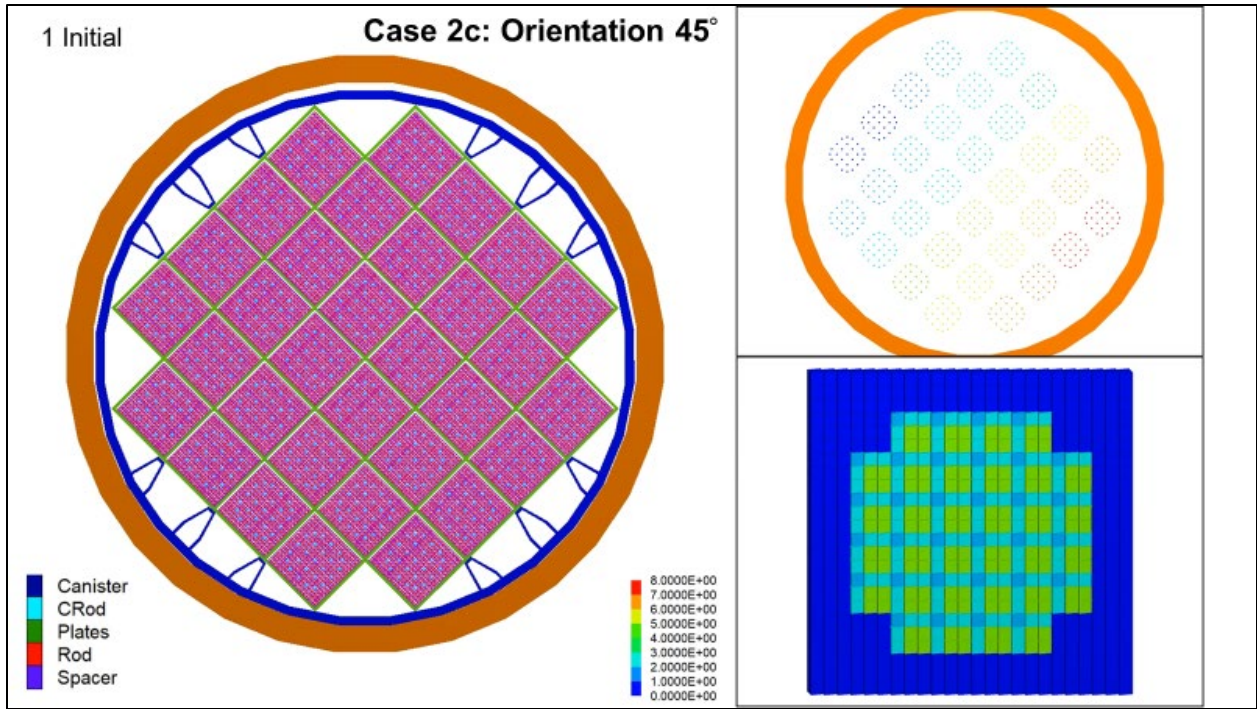 1 Initial
Case 2c: Orientation 45°
Canister
CRod
Plates
Rod
Spacer
8.0000E+00
7.0000E+00
6.0000E+00
5.0000E+00
4.0000E+00
3.0000E+00
2.0000E+00
1.0000E+00
0.0000E+00